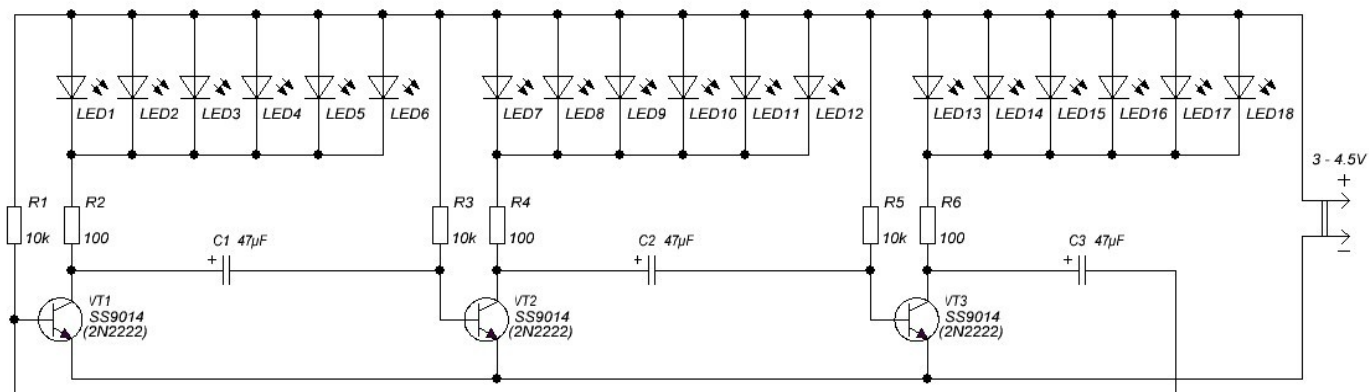 LED1 LED2 LED3 LED4 LED5 LED6 LED7 LED8 LED9 LED10 LED11 LED12 LED13 LED14 LED15 LED16 LED17 LED18
3 - 4.5V
+
R1 R2 R3 R4 R5 R6
10k 100 10k 100 10k 100
C1 47µF C2 47µF C3 47µF
+ + +
–
VT1 VT2 VT3
SS9014 SS9014 SS9014
(2N2222) (2N2222) (2N2222)